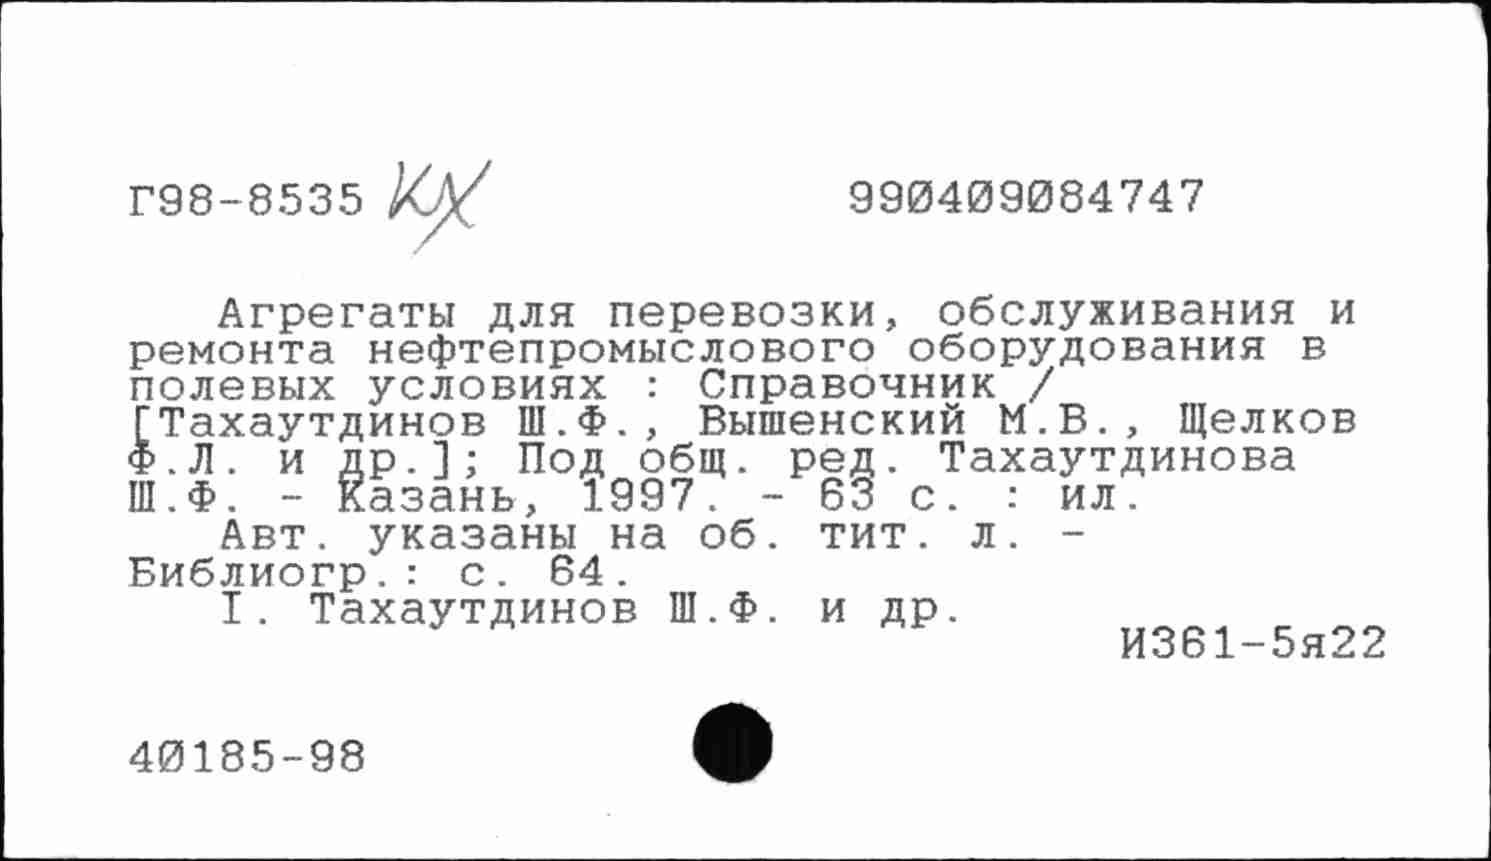 Г98-8535 КХ 990409084747
Агрегаты для перевозки, обслуживания и
ремонта нефтепромыслового оборудования в
полевых условиях : Справочник /
[Тахаутдинов Ш.Ф., Вышенский М.В., Щелков
Ф.Л. и др.]; Под общ. ред. Тахаутдинова
Ш.Ф. - Казань, 1997. - 63 с. : ил.
Авт. указаны на об. тит. л. -
Библиогр.: с. 64.
I. Тахаутдинов Ш.Ф. и др.
И361-5я22
40185-98